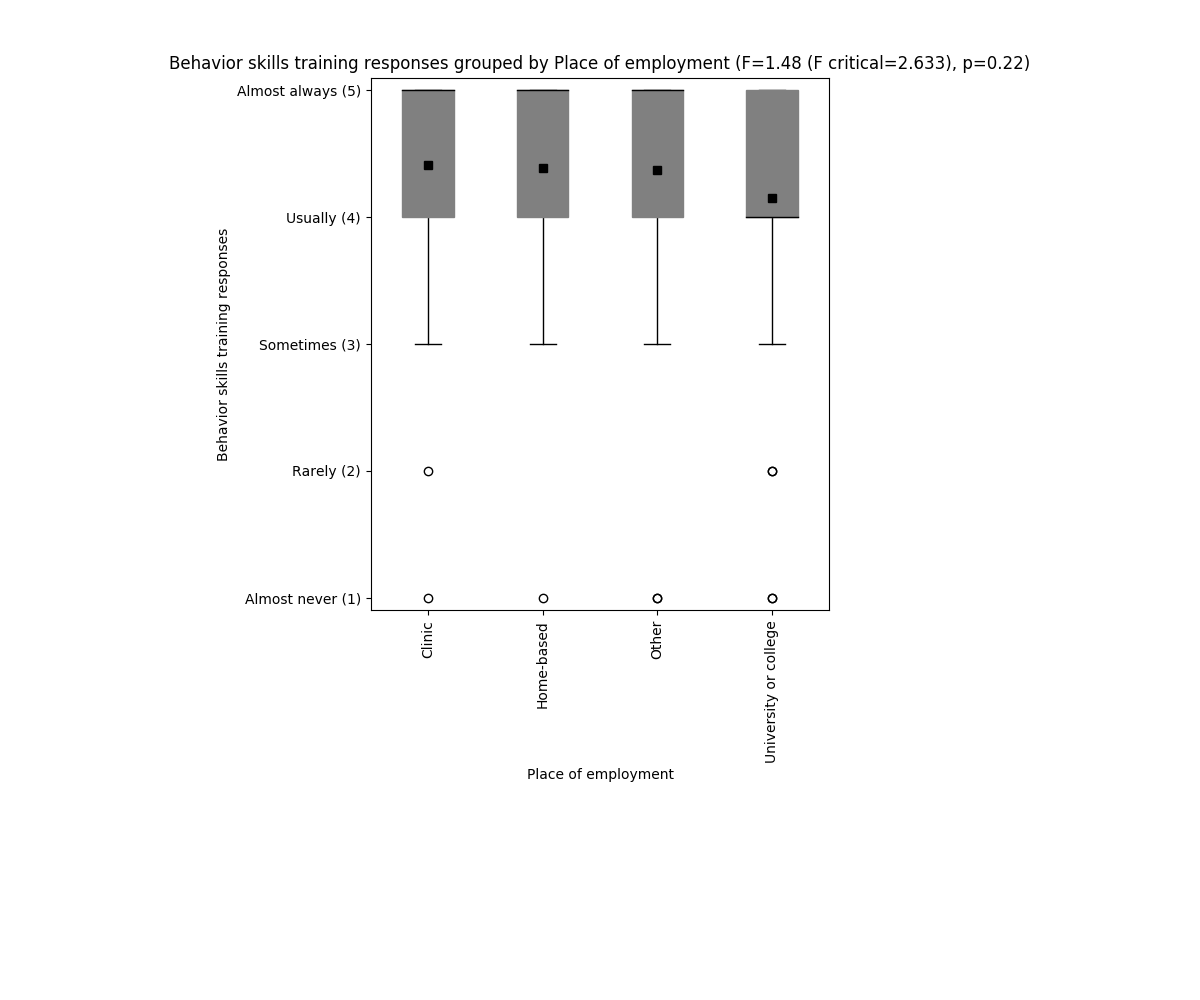 Behavior skills training responses grouped by Place of employment (F=1.48 (F critical=2.633), p=0.22)
Almost always (5)
Usually (4)
Sometimes (3)
Rarely (2)
Almost never (1)
Behavior skills training responses
Clinic
Home-based
Other
University or college
Place of employment